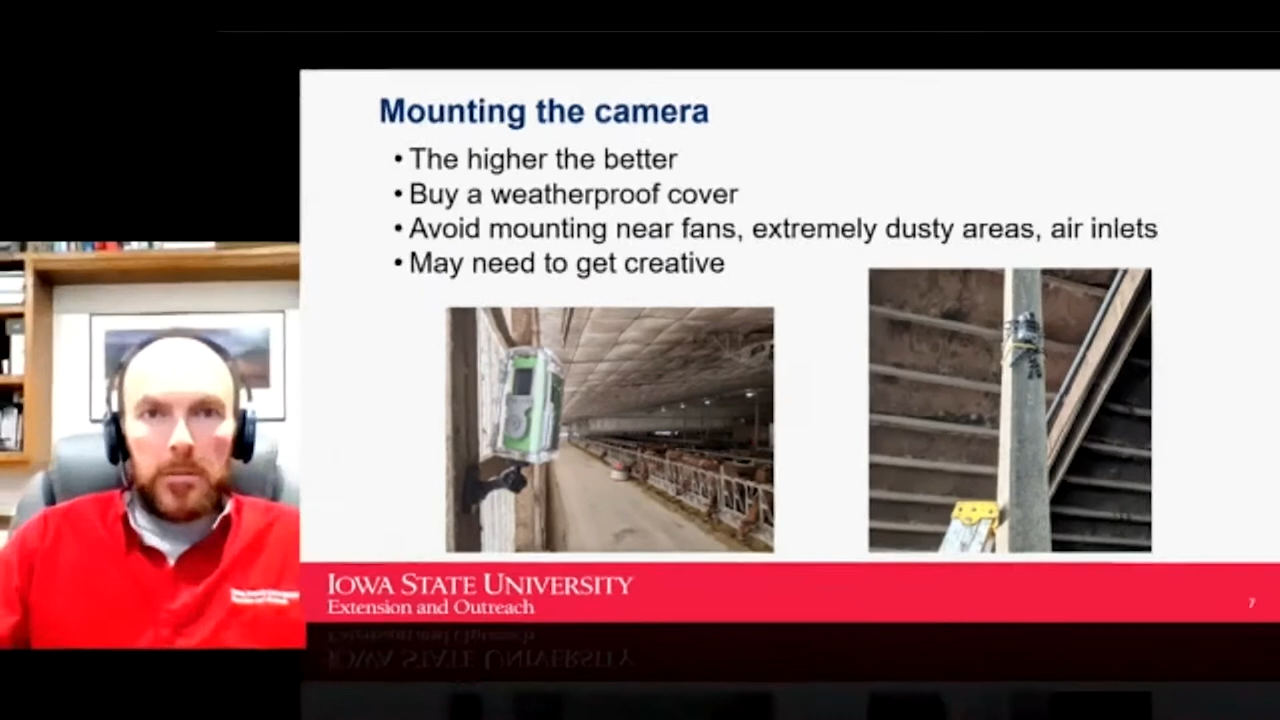 Mounting the camera
• The higher the better
• Buy a weatherproof cover
• Avoid mounting near fans, extremely dusty areas, air inlets
• May need to get creative
IOWA STATE UNIVERSITY
Extension and Outreach
7